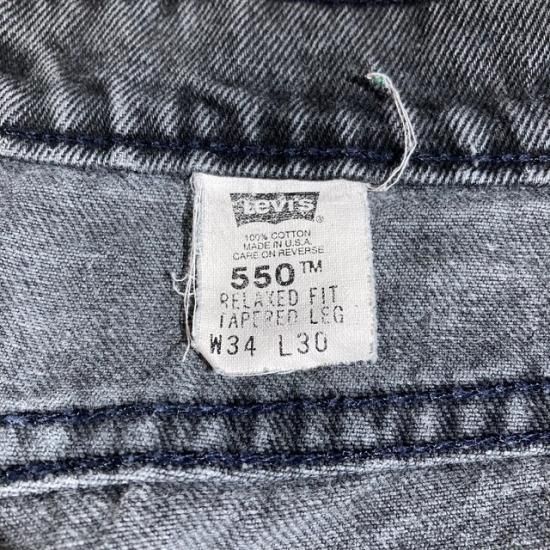 Levi's®
100% COTTON
MADE IN U.S.A.
CARE ON REVERSE
550™
RELAXED FIT
TAPERED LEG
W34 L30